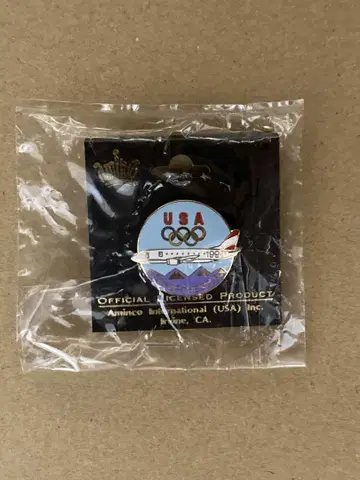 USA
OFFICIAL LICENSED PRODUCT
Aminco International (USA) Inc.
Irvine, CA.